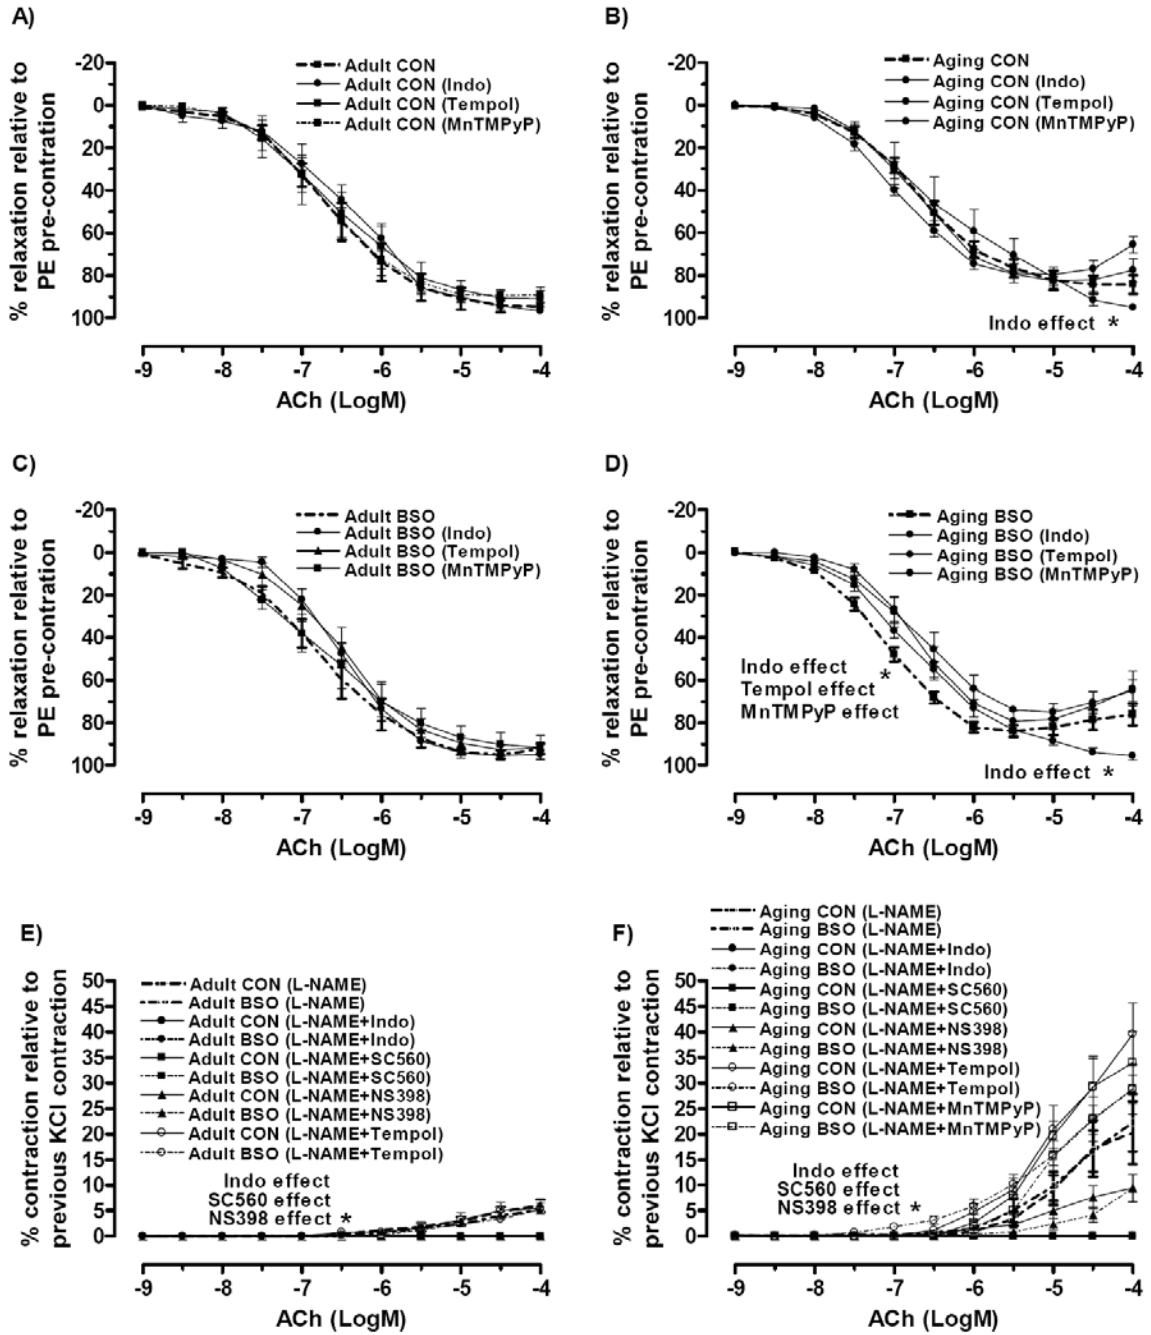 A)
-20
0
20
40
60
80
100
% relaxation relative to
PE pre-contration
Adult CON
Adult CON (Indo)
Adult CON (Tempol)
Adult CON (MnTMPyP)
-9 -8 -7 -6 -5 -4
ACh (LogM)
B)
-20
0
20
40
60
80
100
% relaxation relative to
PE pre-contration
Aging CON
Aging CON (Indo)
Aging CON (Tempol)
Aging CON (MnTMPyP)
Indo effect *
-9 -8 -7 -6 -5 -4
ACh (LogM)
C)
-20
0
20
40
60
80
100
% relaxation relative to
PE pre-contration
Adult BSO
Adult BSO (Indo)
Adult BSO (Tempol)
Adult BSO (MnTMPyP)
-9 -8 -7 -6 -5 -4
ACh (LogM)
D)
-20
0
20
40
60
80
100
% relaxation relative to
PE pre-contration
Aging BSO
Aging BSO (Indo)
Aging BSO (Tempol)
Aging BSO (MnTMPyP)
Indo effect
Tempol effect *
MnTMPyP effect
Indo effect *
-9 -8 -7 -6 -5 -4
ACh (LogM)
E)
50
45
40
35
30
25
20
15
10
5
0
% contraction relative to
previous KCl contraction
Adult CON (L-NAME)
Adult BSO (L-NAME)
Adult CON (L-NAME+Indo)
Adult BSO (L-NAME+Indo)
Adult CON (L-NAME+SC560)
Adult BSO (L-NAME+SC560)
Adult CON (L-NAME+NS398)
Adult BSO (L-NAME+NS398)
Adult CON (L-NAME+Tempol)
Adult BSO (L-NAME+Tempol)
Indo effect
SC560 effect
NS398 effect *
-9 -8 -7 -6 -5 -4
ACh (LogM)
F)
50
45
40
35
30
25
20
15
10
5
0
% contraction relative to
previous KCl contraction
Aging CON (L-NAME)
Aging BSO (L-NAME)
Aging CON (L-NAME+Indo)
Aging BSO (L-NAME+Indo)
Aging CON (L-NAME+SC560)
Aging BSO (L-NAME+SC560)
Aging CON (L-NAME+NS398)
Aging BSO (L-NAME+NS398)
Aging CON (L-NAME+Tempol)
Aging BSO (L-NAME+Tempol)
Aging CON (L-NAME+MnTMPyP)
Aging BSO (L-NAME+MnTMPyP)
Indo effect
SC560 effect
NS398 effect *
-9 -8 -7 -6 -5 -4
ACh (LogM)